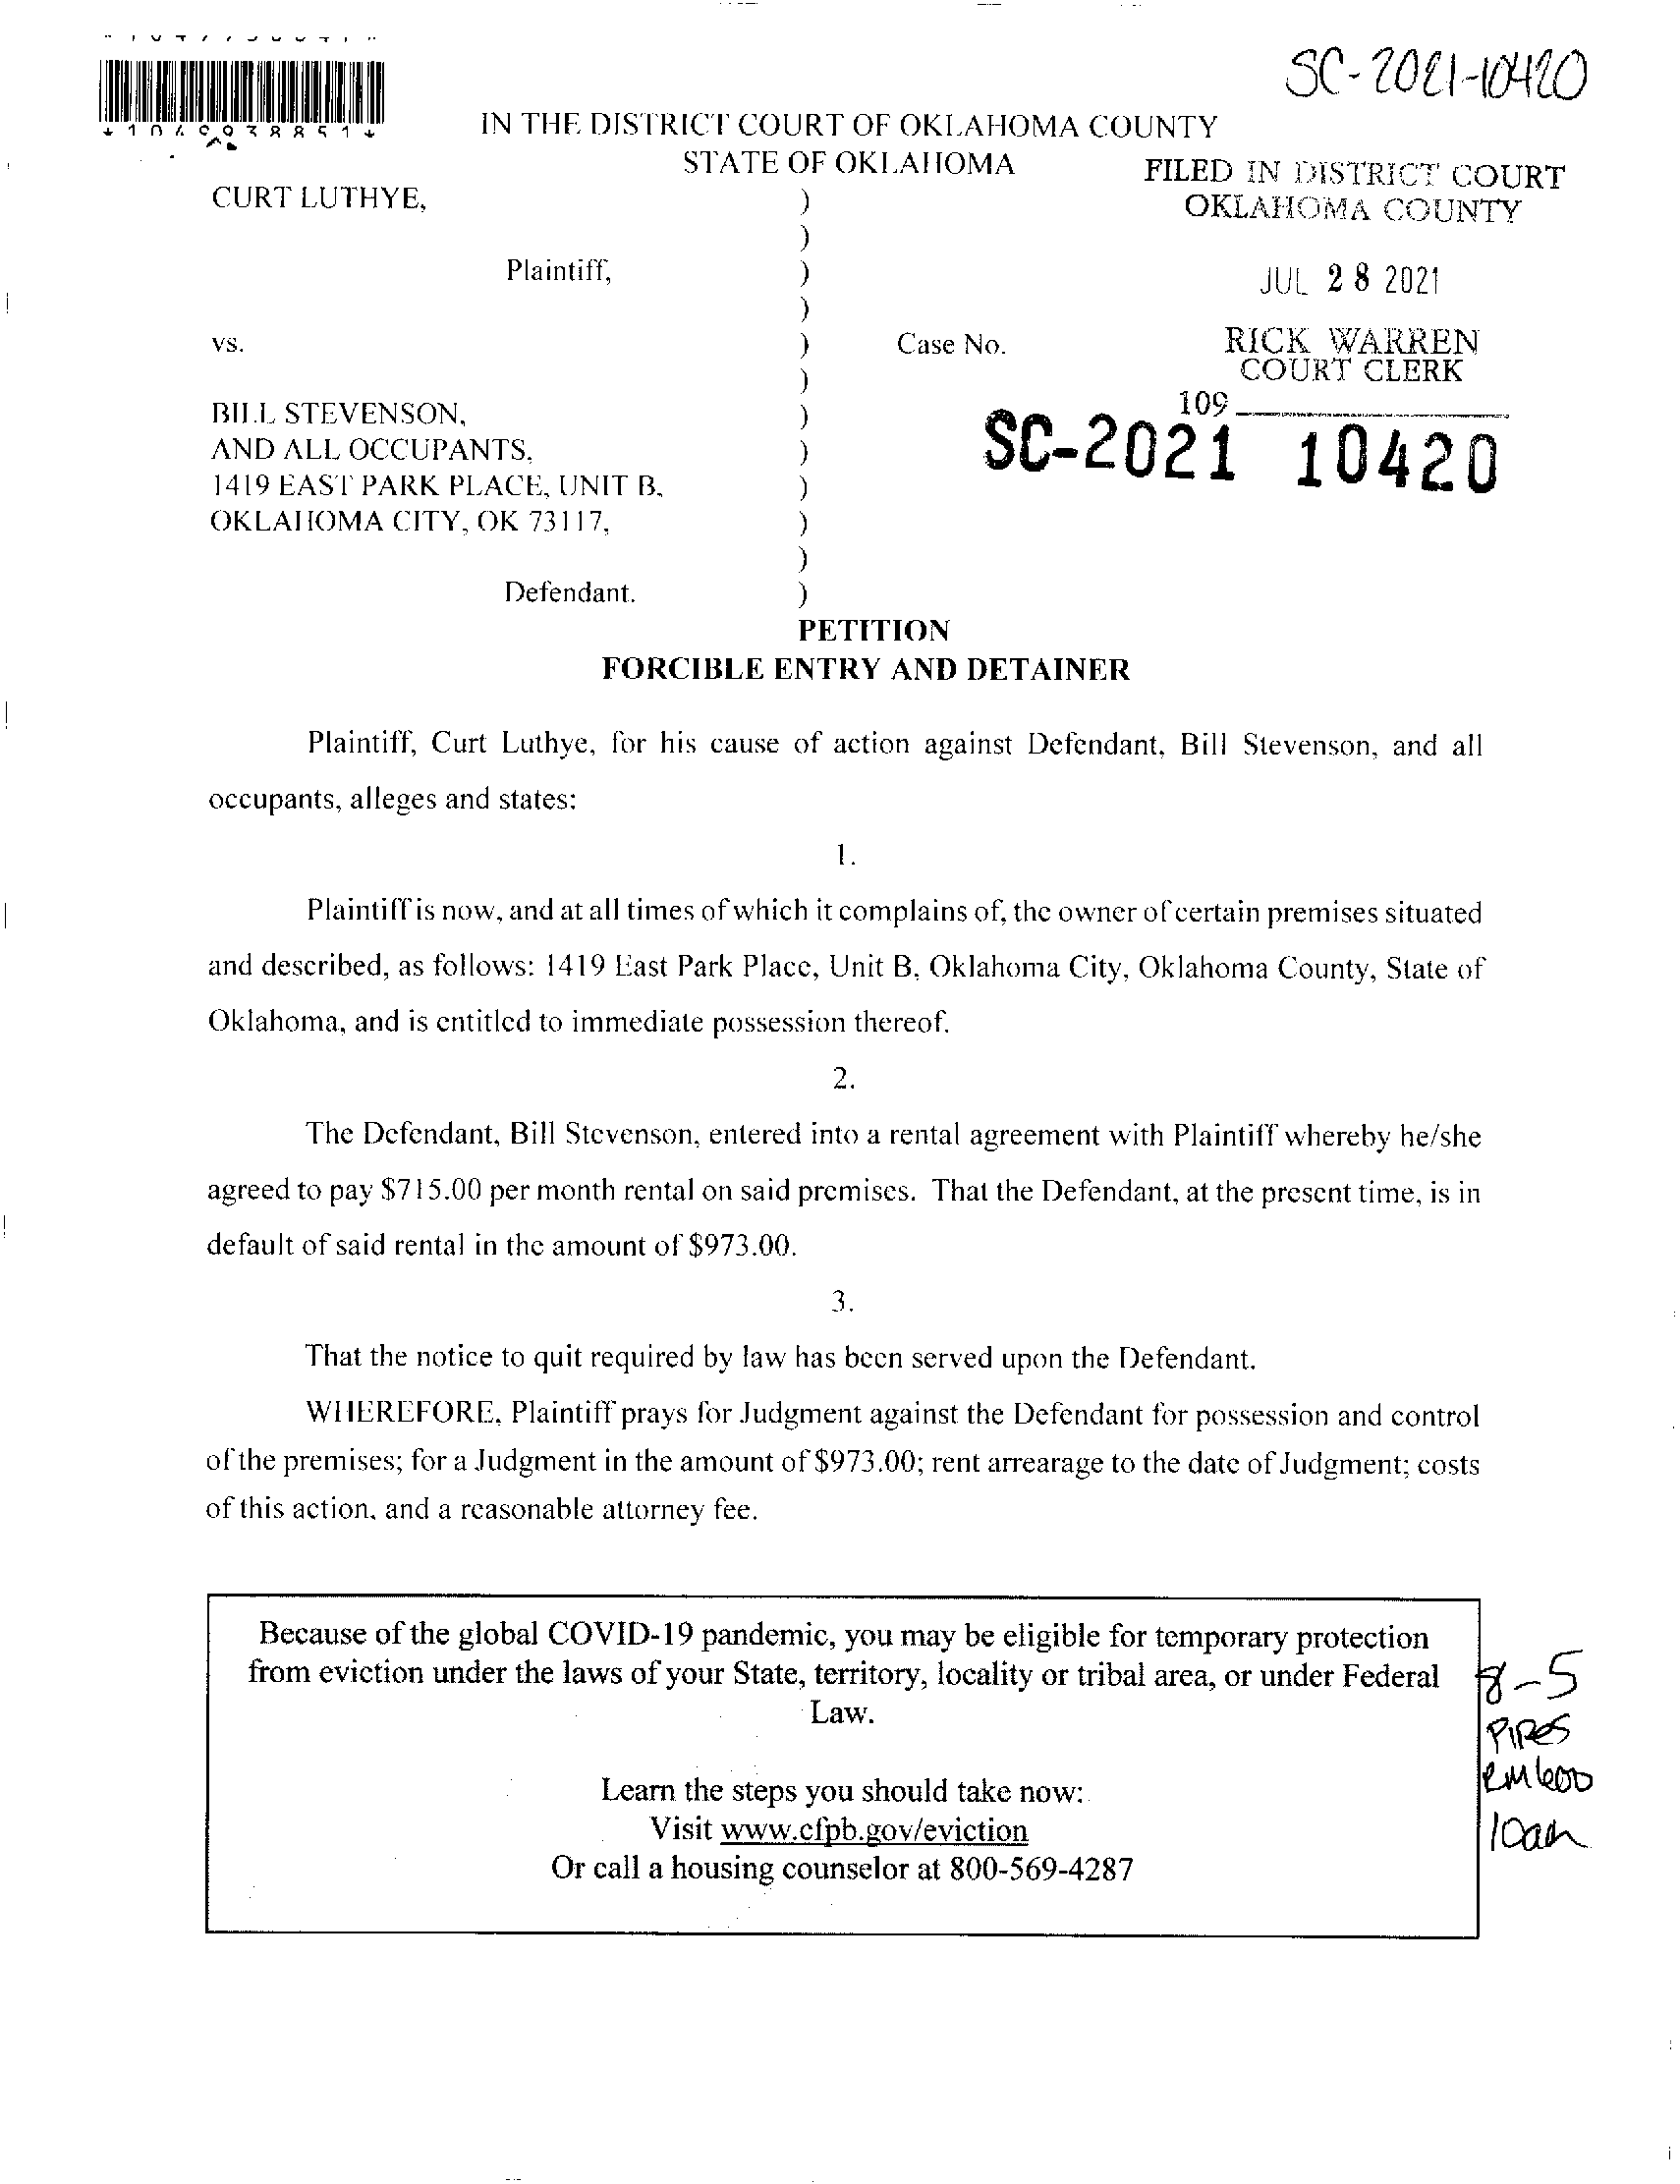 SC-2021-10420
IN THE DISTRICT COURT OF OKLAHOMA COUNTY
STATE OF OKLAHOMA
FILED IN DISTRICT COURT
OKLAHOMA COUNTY
CURT LUTHYE, )
)
Plaintiff, )
JUL 28 2021
)
vs. ) Case No.
RICK WARREN
COURT CLERK
)
109
BILL STEVENSON, )
SC-2021 10420
AND ALL OCCUPANTS, )
1419 EAST PARK PLACE, UNIT B, )
OKLAHOMA CITY, OK 73117, )
)
Defendant. )
PETITION
FORCIBLE ENTRY AND DETAINER
Plaintiff, Curt Luthye, for his cause of action against Defendant, Bill Stevenson, and all
occupants, alleges and states:
1.
Plaintiff is now, and at all times of which it complains of, the owner of certain premises situated
and described, as follows: 1419 East Park Place, Unit B, Oklahoma City, Oklahoma County, State of
Oklahoma, and is entitled to immediate possession thereof.
2.
The Defendant, Bill Stevenson, entered into a rental agreement with Plaintiff whereby he/she
agreed to pay $715.00 per month rental on said premises. That the Defendant, at the present time, is in
default of said rental in the amount of $973.00.
3.
That the notice to quit required by law has been served upon the Defendant.
WHEREFORE, Plaintiff prays for Judgment against the Defendant for possession and control
of the premises; for a Judgment in the amount of $973.00; rent arrearage to the date of Judgment; costs
of this action, and a reasonable attorney fee.
Because of the global COVID-19 pandemic, you may be eligible for temporary protection
from eviction under the laws of your State, territory, locality or tribal area, or under Federal
Law.
Learn the steps you should take now:
Visit www.cfpb.gov/eviction
Or call a housing counselor at 800-569-4287
8-5
PIPES
RM 600
10am